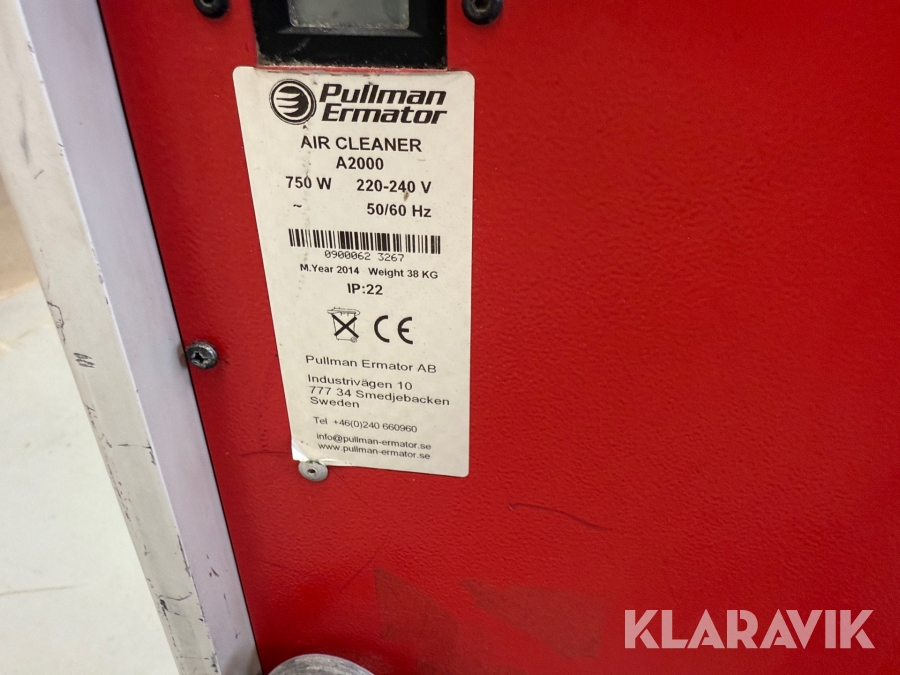 Pullman
Ermator
AIR CLEANER
A2000
750 W 220-240 V
~ 50/60 Hz
0900062 3267
M.Year 2014 Weight 38 KG
IP:22
CE
Pullman Ermator AB
Industrivägen 10
777 34 Smedjebacken
Sweden
Tel +46(0)240 660960
info@pullman-ermator.se
www.pullman-ermator.se
KLARAVIK